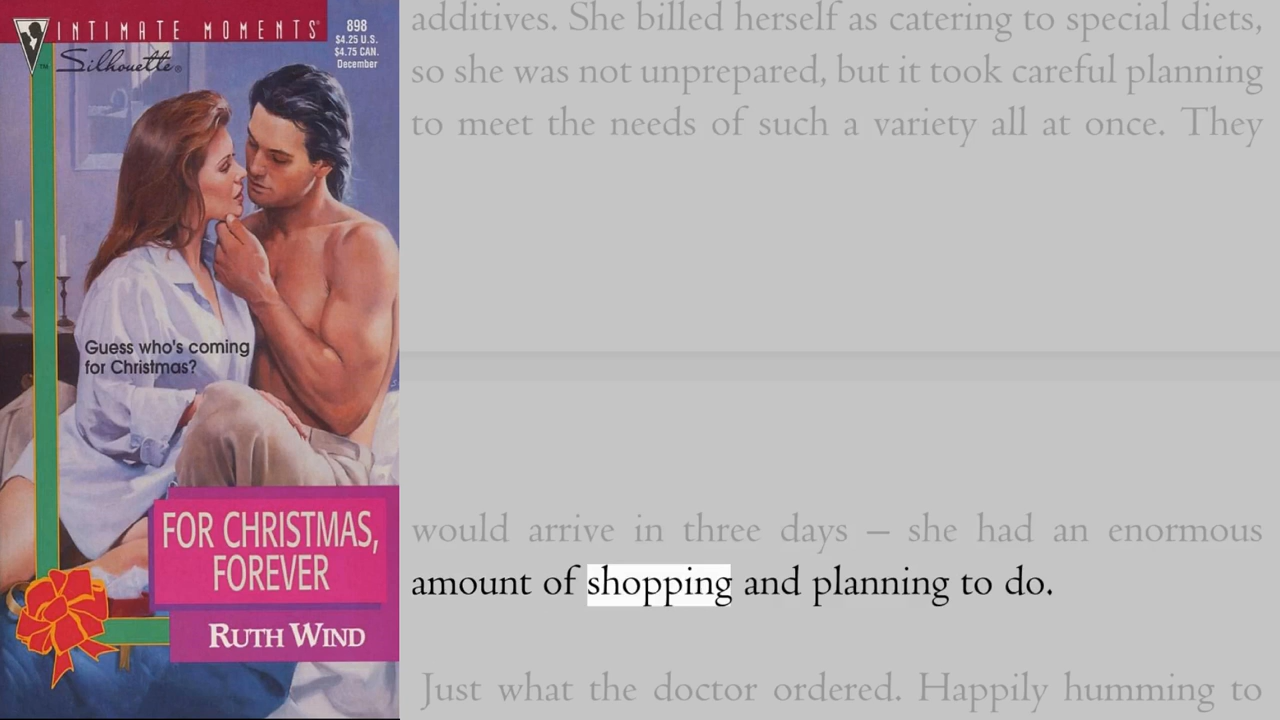 INTIMATE MOMENTS®
898
$4.25 U.S.
$4.75 CAN.
December
Silhouette®
TM
Guess who's coming
for Christmas?
FOR CHRISTMAS,
FOREVER
RUTH WIND
additives. She billed herself as catering to special diets,
so she was not unprepared, but it took careful planning
to meet the needs of such a variety all at once. They
would arrive in three days – she had an enormous
amount of shopping and planning to do.
Just what the doctor ordered. Happily humming to